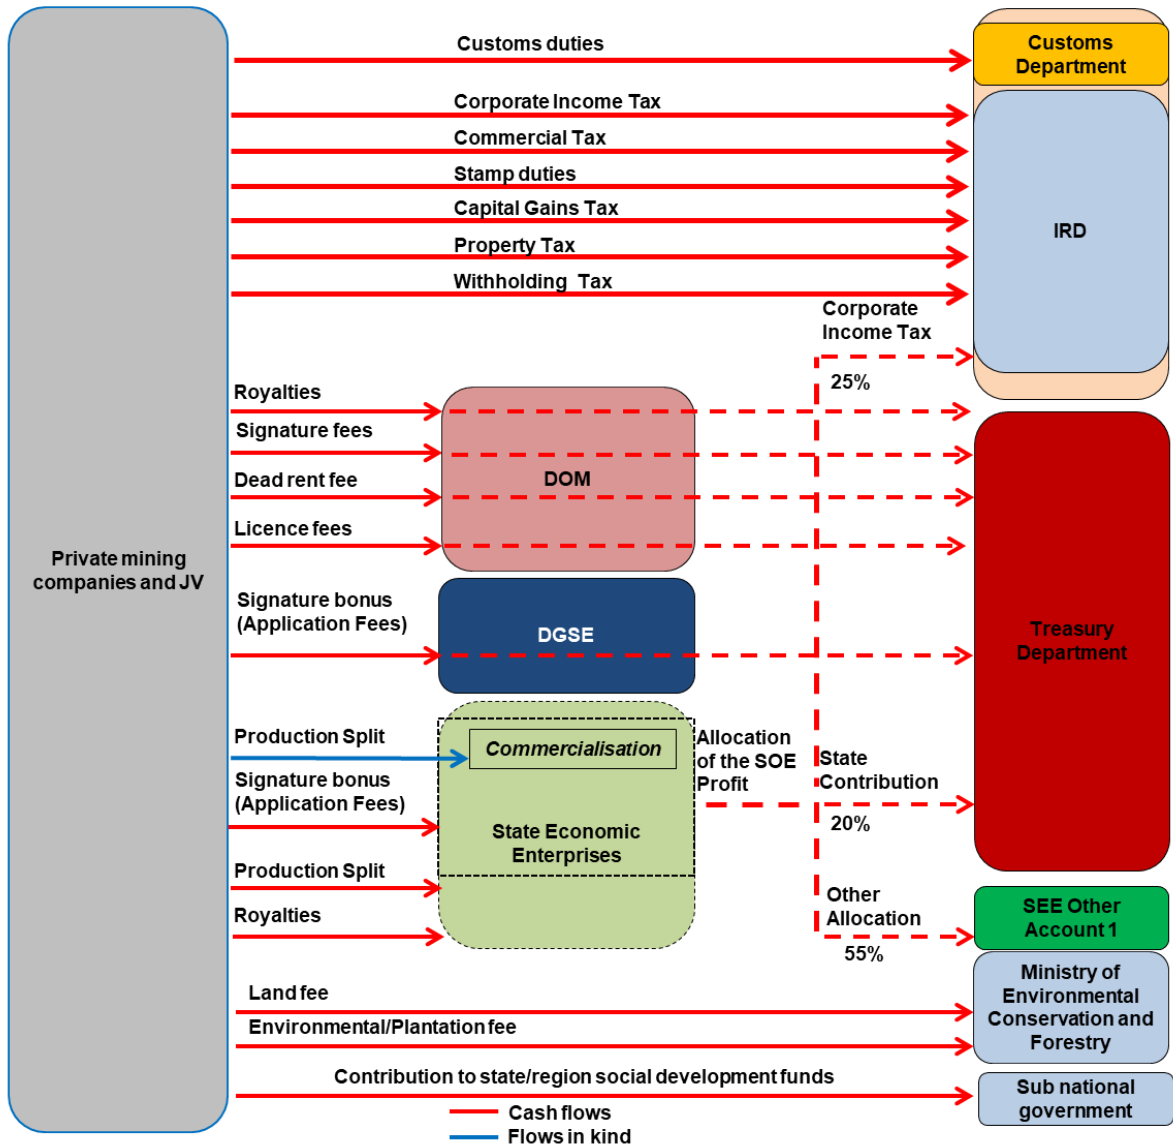 Customs duties
Customs
Department
Corporate Income Tax
Commercial Tax
Stamp duties
Capital Gains Tax
Property Tax
Withholding Tax
IRD
Corporate
Income Tax
25%
Private mining
companies and JV
Royalties
Signature fees
Dead rent fee
Licence fees
DOM
Signature bonus
(Application Fees)
DGSE
Treasury
Department
Production Split
Commercialisation
Signature bonus
(Application Fees)
State Economic
Enterprises
Production Split
Royalties
Allocation
of the SOE
Profit
State
Contribution
20%
Other
Allocation
55%
SEE Other
Account 1
Land fee
Environmental/Plantation fee
Ministry of
Environmental
Conservation and
Forestry
Contribution to state/region social development funds
Sub national
government
Cash flows
Flows in kind